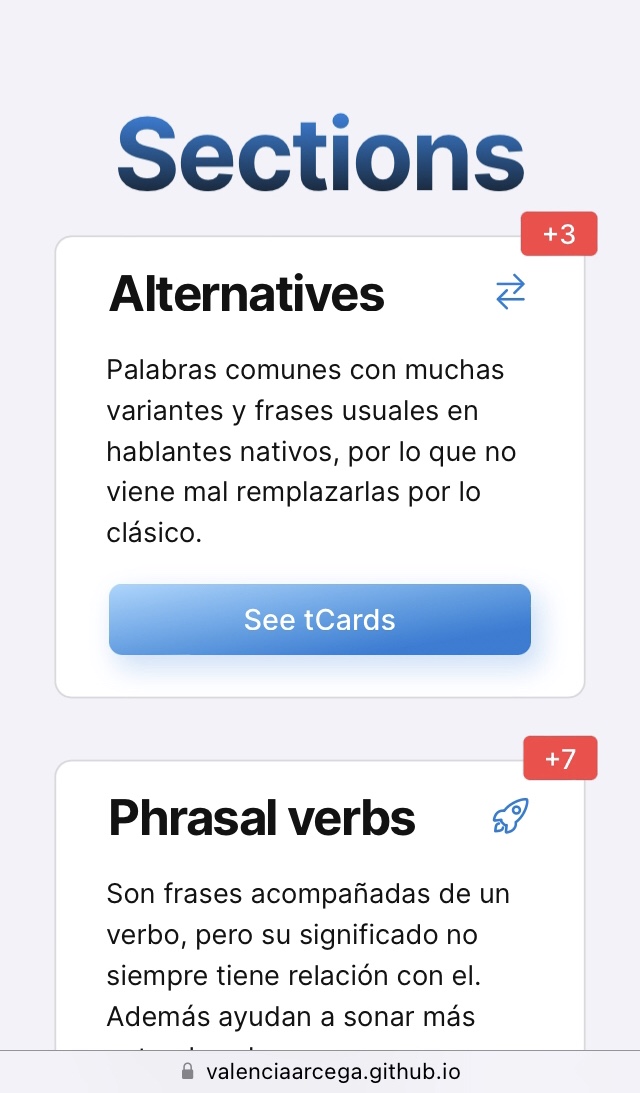 Sections
+3
Alternatives
Palabras comunes con muchas
variantes y frases usuales en
hablantes nativos, por lo que no
viene mal remplazarlas por lo
clásico.
See tCards
+7
Phrasal verbs
Son frases acompañadas de un
verbo, pero su significado no
siempre tiene relación con el.
Además ayudan a sonar más
valenciaarcega.github.io